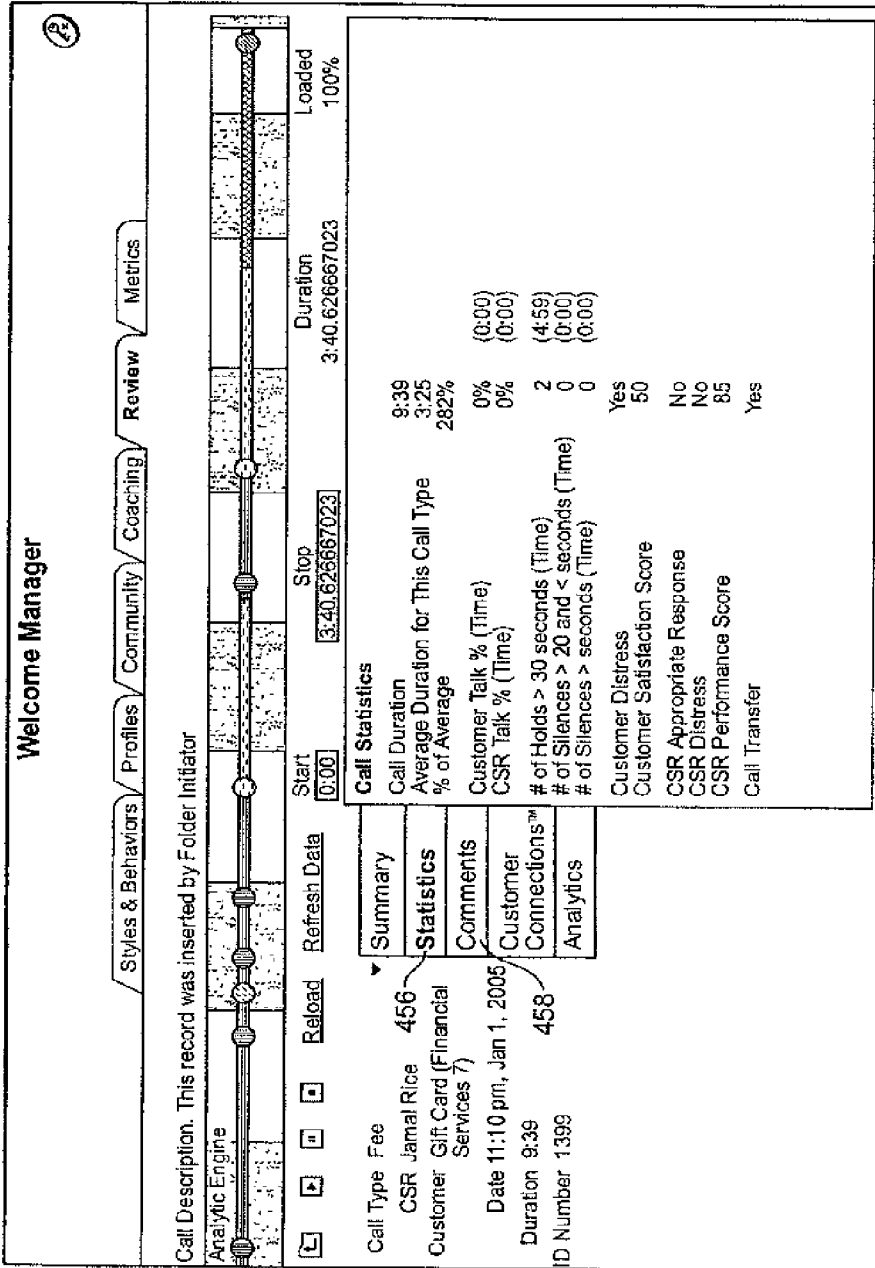 Welcome Manager
Styles & Behaviors Profiles Community Coaching Review Metrics
Call Description. This record was inserted by Folder Initiator
Analytic Engine
Reload Refresh Data
Start
0:00
Stop
3:40.626667023
Duration
3:40.626667023
Loaded
100%
Call Type Fee
CSR Jamal Rice
Customer Gift Card (Financial
Services 7)
Date 11:10 pm, Jan 1, 2005
Duration 9:39
ID Number 1399
456
458
Summary
Statistics
Comments
Customer
Connections™
Analytics
Call Statistics
Call Duration 9:39
Average Duration for This Call Type 3:25
% of Average 282%
Customer Talk % (Time) 0% (0:00)
CSR Talk % (Time) 0% (0:00)
# of Holds > 30 seconds (Time) 2 (4:59)
# of Silences > 20 and < seconds (Time) 0 (0:00)
# of Silences > seconds (Time) 0 (0:00)
Customer Distress Yes
Customer Satisfaction Score 50
CSR Appropriate Response No
CSR Distress No
CSR Performance Score 85
Call Transfer Yes